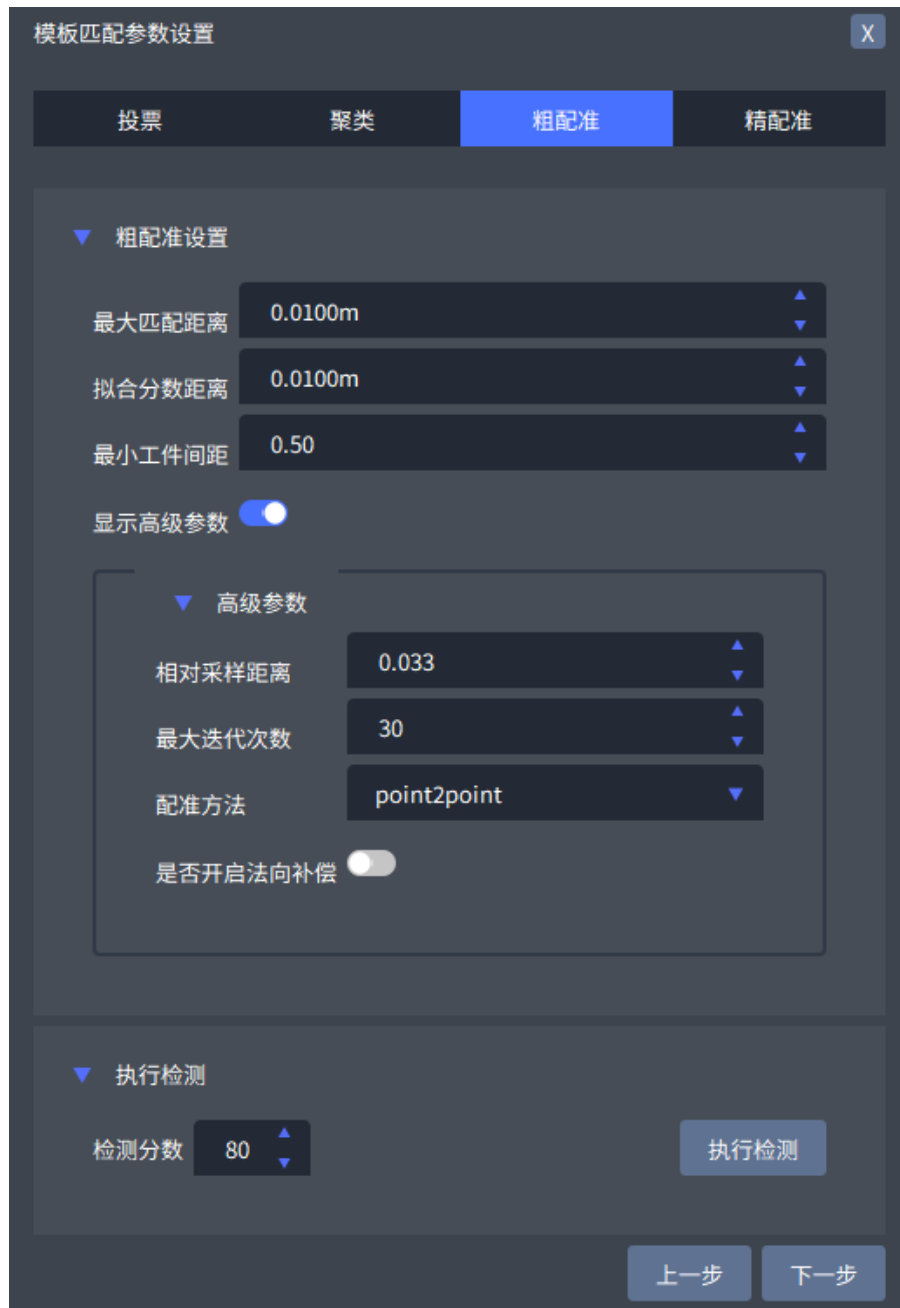 模板匹配参数设置 X
投票 聚类 粗配准 精配准
粗配准设置
最大匹配距离 0.0100m
拟合分数距离 0.0100m
最小工件间距 0.50
显示高级参数
高级参数
相对采样距离 0.033
最大迭代次数 30
配准方法 point2point
是否开启法向补偿
执行检测
检测分数 80 执行检测
上一步 下一步